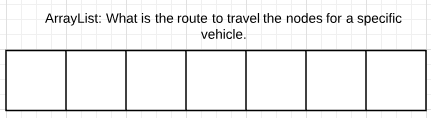 ArrayList: What is the route to travel the nodes for a specific
vehicle.